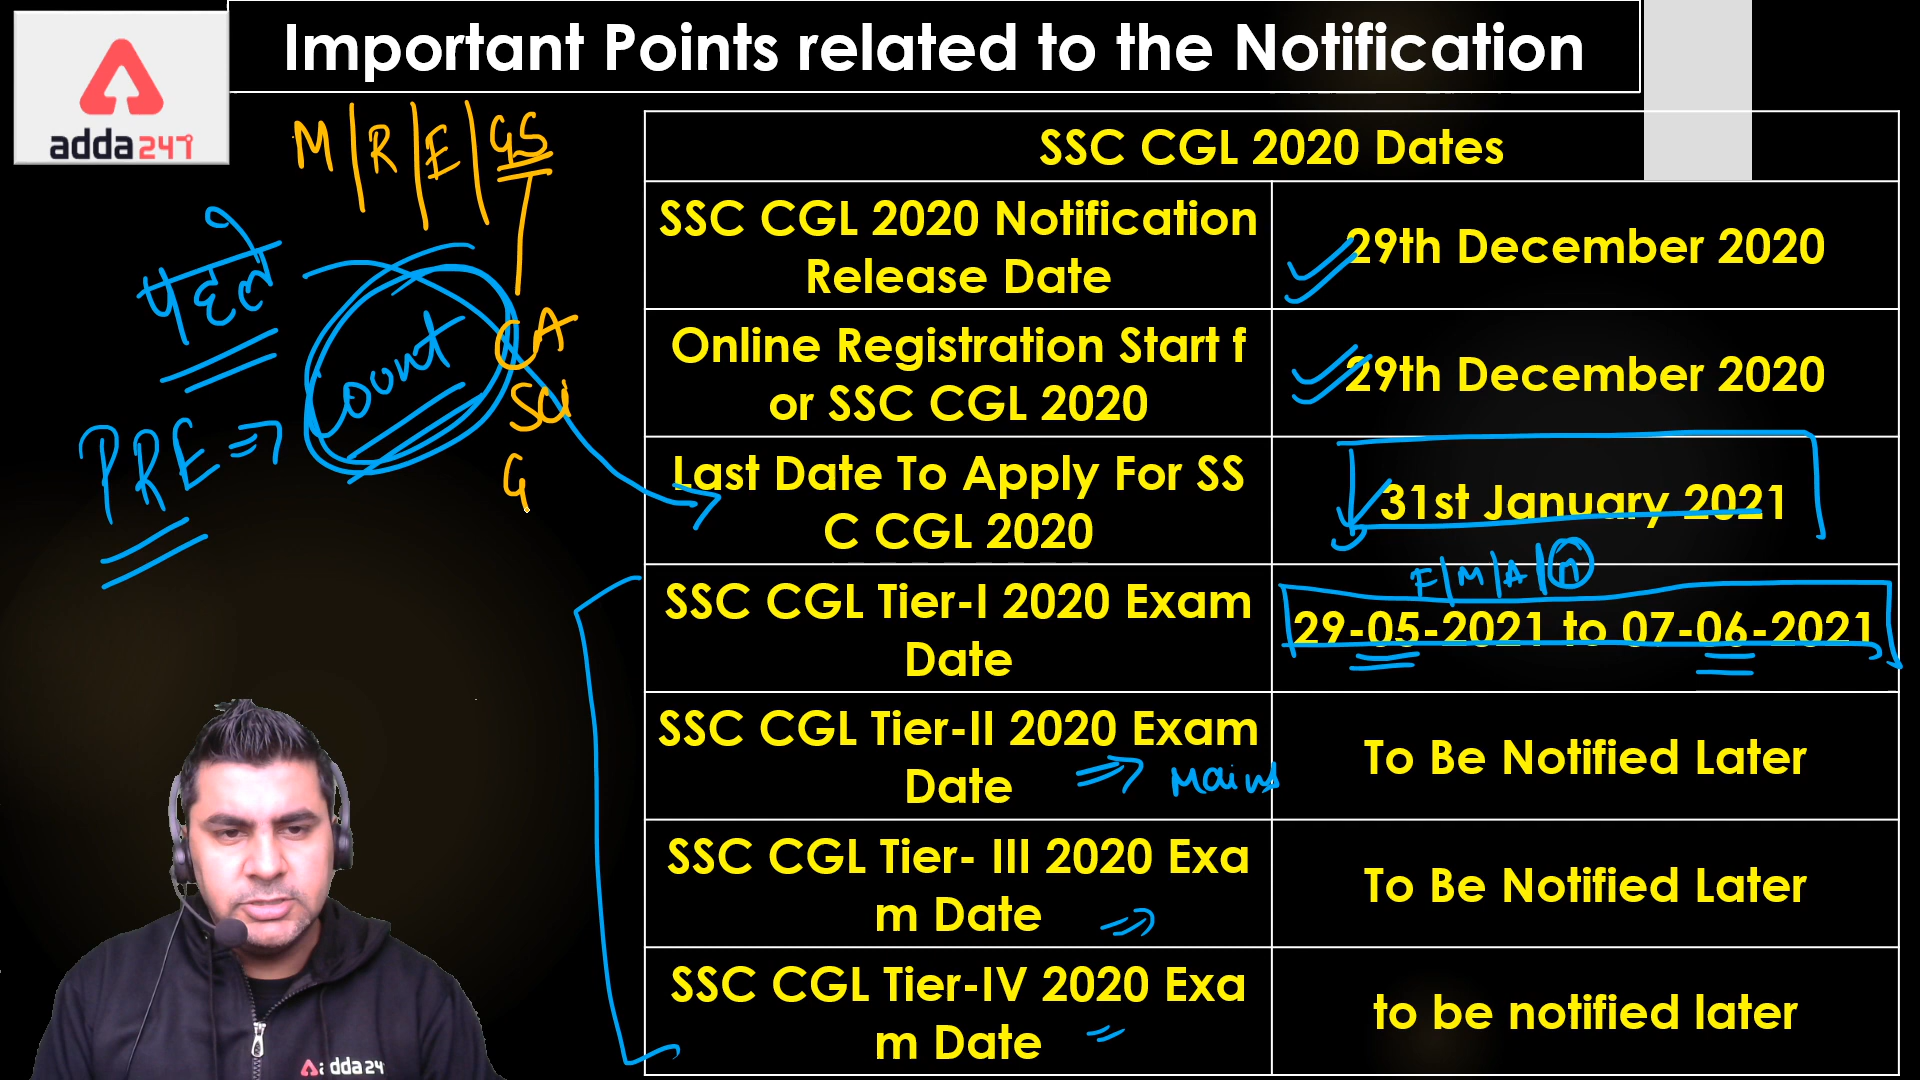 Important Points related to the Notification
adda247
M | R | E | GS
पहले
Count
PRE
A
Sci
G
SSC CGL 2020 Dates
SSC CGL 2020 Notification
Release Date
29th December 2020
Online Registration Start f
or SSC CGL 2020
29th December 2020
Last Date To Apply For SS
C CGL 2020
31st January 2021
F | M | A | M
SSC CGL Tier-I 2020 Exam
Date
29-05-2021 to 07-06-2021
SSC CGL Tier-II 2020 Exam
Date
Mains
To Be Notified Later
SSC CGL Tier- III 2020 Exa
m Date
To Be Notified Later
SSC CGL Tier-IV 2020 Exa
m Date
to be notified later
adda24